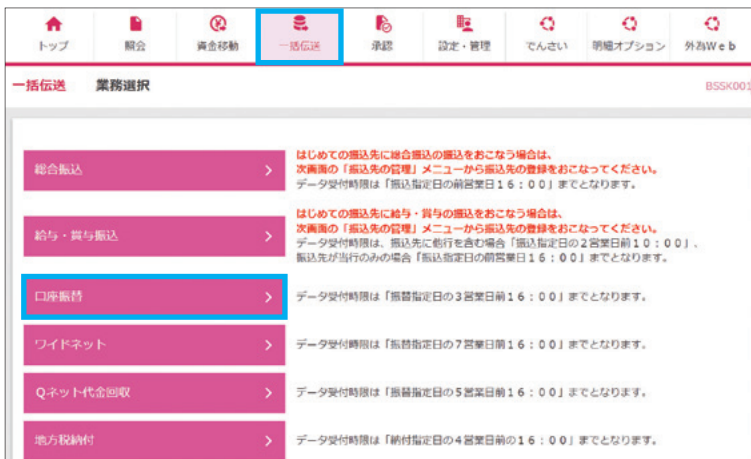 トップ 照会 資金移動 一括伝送 承認 設定・管理 でんさい 明細オプション 外為Web
一括伝送 業務選択 BSSK001
総合振込
はじめての振込先に総合振込の振込をおこなう場合は、
次画面の「振込先の管理」メニューから振込先の登録をおこなってください。
データ受付時限は「振込指定日の前営業日16:00」までとなります。
給与・賞与振込
はじめての振込先に給与・賞与の振込をおこなう場合は、
次画面の「振込先の管理」メニューから振込先の登録をおこなってください。
データ受付時限は、振込先に他行を含む場合「振込指定日の2営業日前10:00」、
振込先が当行のみの場合「振込指定日の前営業日16:00」までとなります。
口座振替
データ受付時限は「振替指定日の3営業日前16:00」までとなります。
ワイドネット
データ受付時限は「振替指定日の7営業日前16:00」までとなります。
Qネット代金回収
データ受付時限は「振替指定日の5営業日前16:00」までとなります。
地方税納付
データ受付時限は「納付指定日の4営業日前の16:00」までとなります。